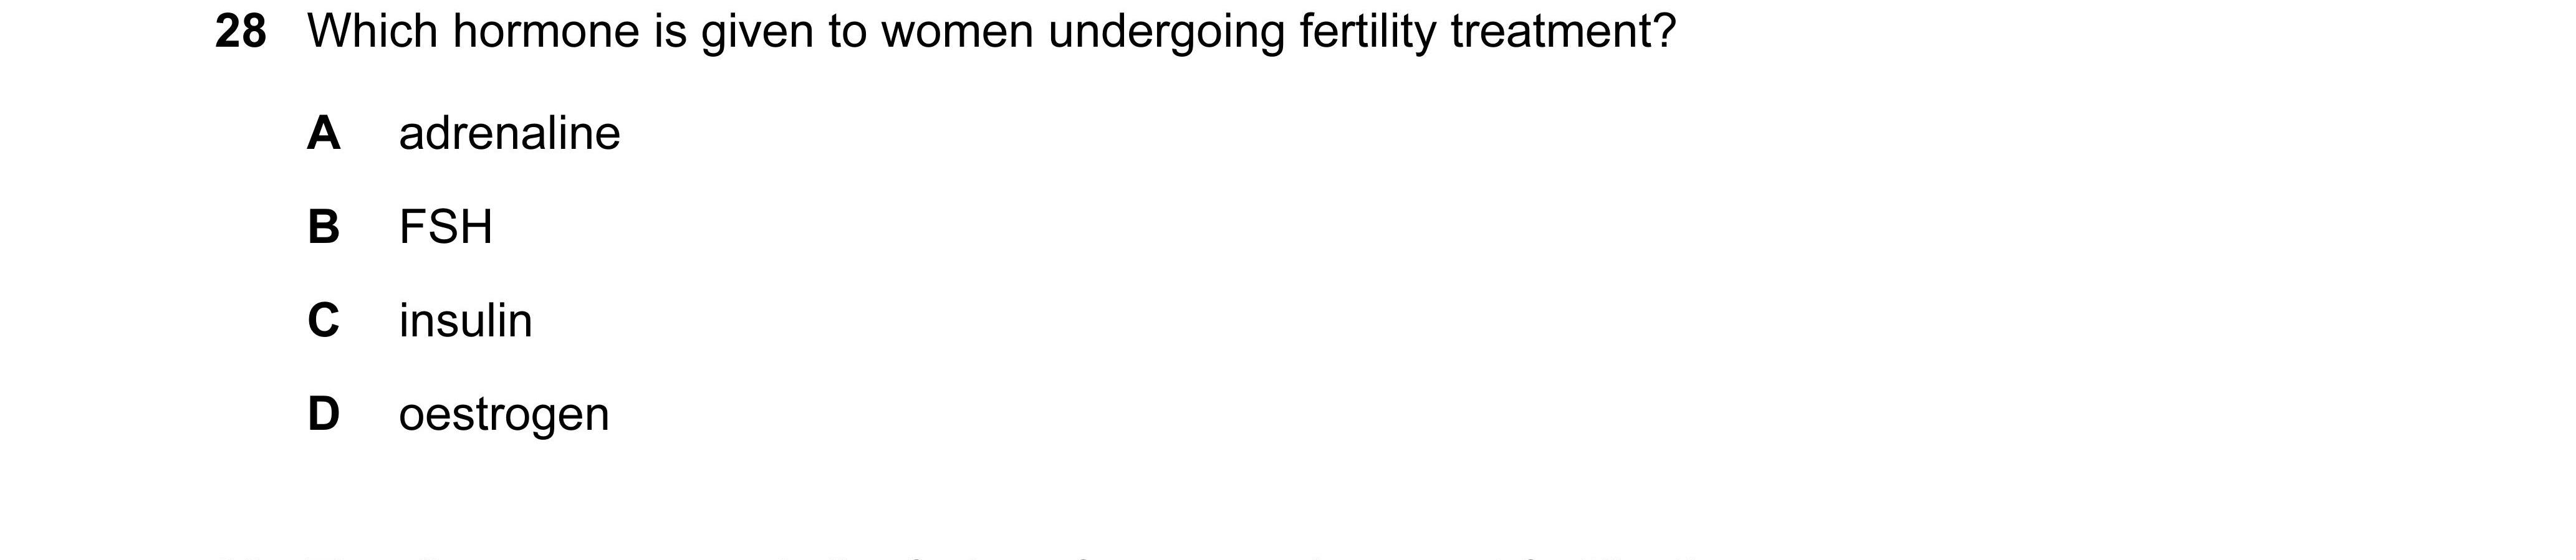 28 Which hormone is given to women undergoing fertility treatment?
A adrenaline
B FSH
C insulin
D oestrogen